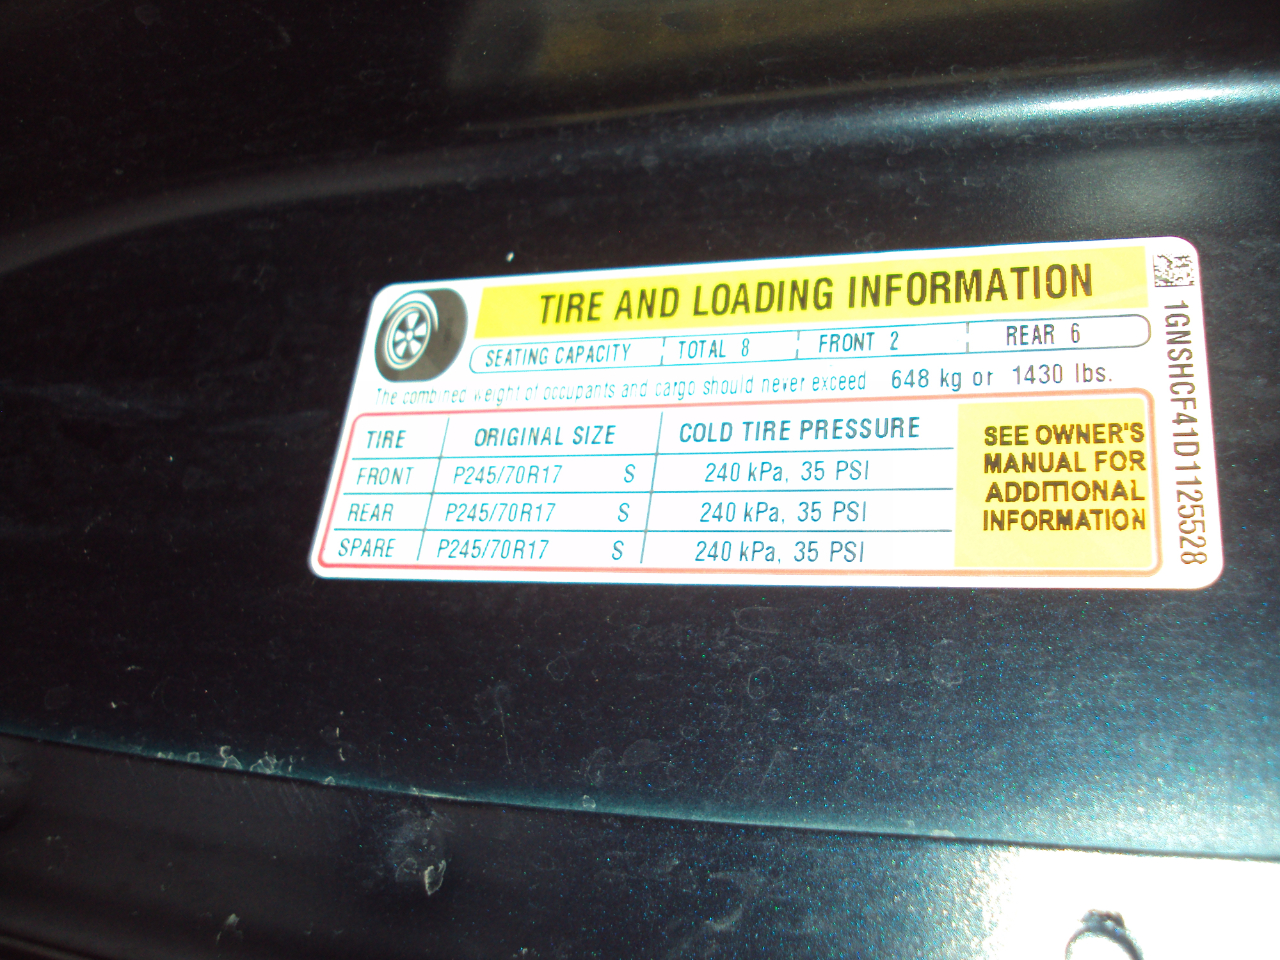 TIRE AND LOADING INFORMATION
SEATING CAPACITY TOTAL 8 FRONT 2 REAR 6
The combined weight of occupants and cargo should never exceed 648 kg or 1430 lbs.
TIRE ORIGINAL SIZE COLD TIRE PRESSURE
FRONT P245/70R17 S 240 kPa, 35 PSI
REAR P245/70R17 S 240 kPa, 35 PSI
SPARE P245/70R17 S 240 kPa, 35 PSI
SEE OWNER'S
MANUAL FOR
ADDITIONAL
INFORMATION
1GNSHCF41D1125528